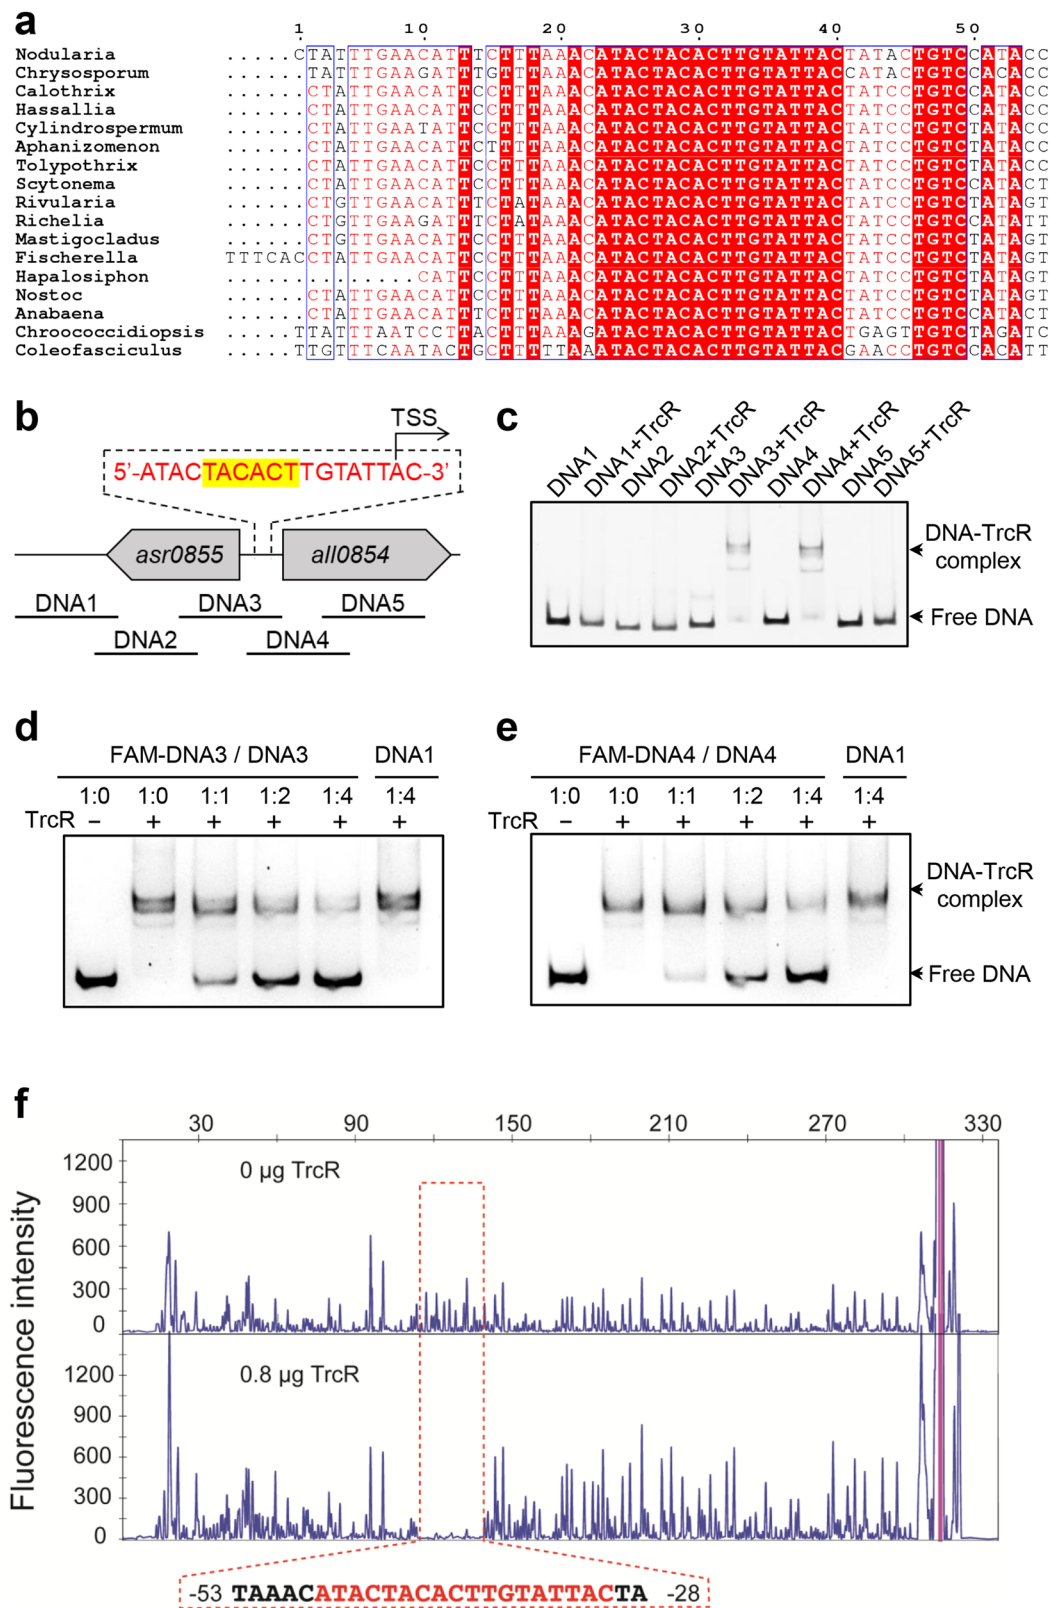 a
1 10 20 30 40 50
Nodularia .....CTATTTGAACATTTCTTTAAACATACTACACTTGTATTACTATACTGTCCATACC
Chrysosporum ......TATTTGAAGATTTGTTTAAACATACTACACTTGTATTACCATACTGTCCACACC
Calothrix ......CTATTGAACATTCCTTTAAACATACTACACTTGTATTACTATCCTGTCCATACC
Hassallia ......CTATTGAACATTCCTTTAAACATACTACACTTGTATTACTATCCTGTCCATACC
Cylindrospermum ......CTATTGAATATTCCTTTAAACATACTACACTTGTATTACTATCCTGTCTATACC
Aphanizomenon ......CTATTGAACATTCTTTTAAACATACTACACTTGTATTACTATCCTGTCTATACC
Tolypothrix ......CTATTGAACATTCCTTTAAACATACTACACTTGTATTACTATCCTGTCTATACC
Scytonema ......CTATTGAACATTCCTTTAAACATACTACACTTGTATTACTATCCTGTCCATACT
Rivularia ......CTGTTGAACATTTCTATAAACATACTACACTTGTATTACTATCCTGTCTATAGT
Richelia ......CTGTTGAAGATTTCTATAAACATACTACACTTGTATTACTATCCTGTCCATATT
Mastigocladus ......CTGTTGAACATTCCTTTAAACATACTACACTTGTATTACTATCCTGTCTATAGT
Fischerella TTTCACCTATTGAACATTCCTTTAAACATACTACACTTGTATTACTATCCTGTCTATAGT
Hapalosiphon ..............CATTCCTTTAAACATACTACACTTGTATTACTATCCTGTCTATAGT
Nostoc ......CTATTGAACATTCCTTTAAACATACTACACTTGTATTACTATCCTGTCTATAGT
Anabaena ......CTATTGAACATTCCTTTAAACATACTACACTTGTATTACTATCCTGTCCATACT
Chroococcidiopsis .....TTATTTAATCCTTACTTTAAAGATACTACACTTGTATTACTGAGTTGTCTAGATC
Coleofasciculus .....TTGTTTCAATACTGCTTTTTAAATACTACACTTGTATTACGAACCTGTCCACATT
b
TSS
5'-ATACTACACTTGTATTAC-3'
asr0855 all0854
DNA1 DNA3 DNA5
DNA2 DNA4
c
DNA1 DNA1+TrcR DNA2 DNA2+TrcR DNA3 DNA3+TrcR DNA4 DNA4+TrcR DNA5 DNA5+TrcR
DNA-TrcR
complex
Free DNA
d
FAM-DNA3 / DNA3 DNA1
1:0 1:0 1:1 1:2 1:4 1:4
TrcR − + + + + +
e
FAM-DNA4 / DNA4 DNA1
1:0 1:0 1:1 1:2 1:4 1:4
TrcR − + + + + +
DNA-TrcR
complex
Free DNA
f
30 90 150 210 270 330
Fluorescence intensity
1200
900
600
300
0
0 µg TrcR
1200
900
600
300
0
0.8 µg TrcR
-53 TAAACATACTACACTTGTATTACTA -28